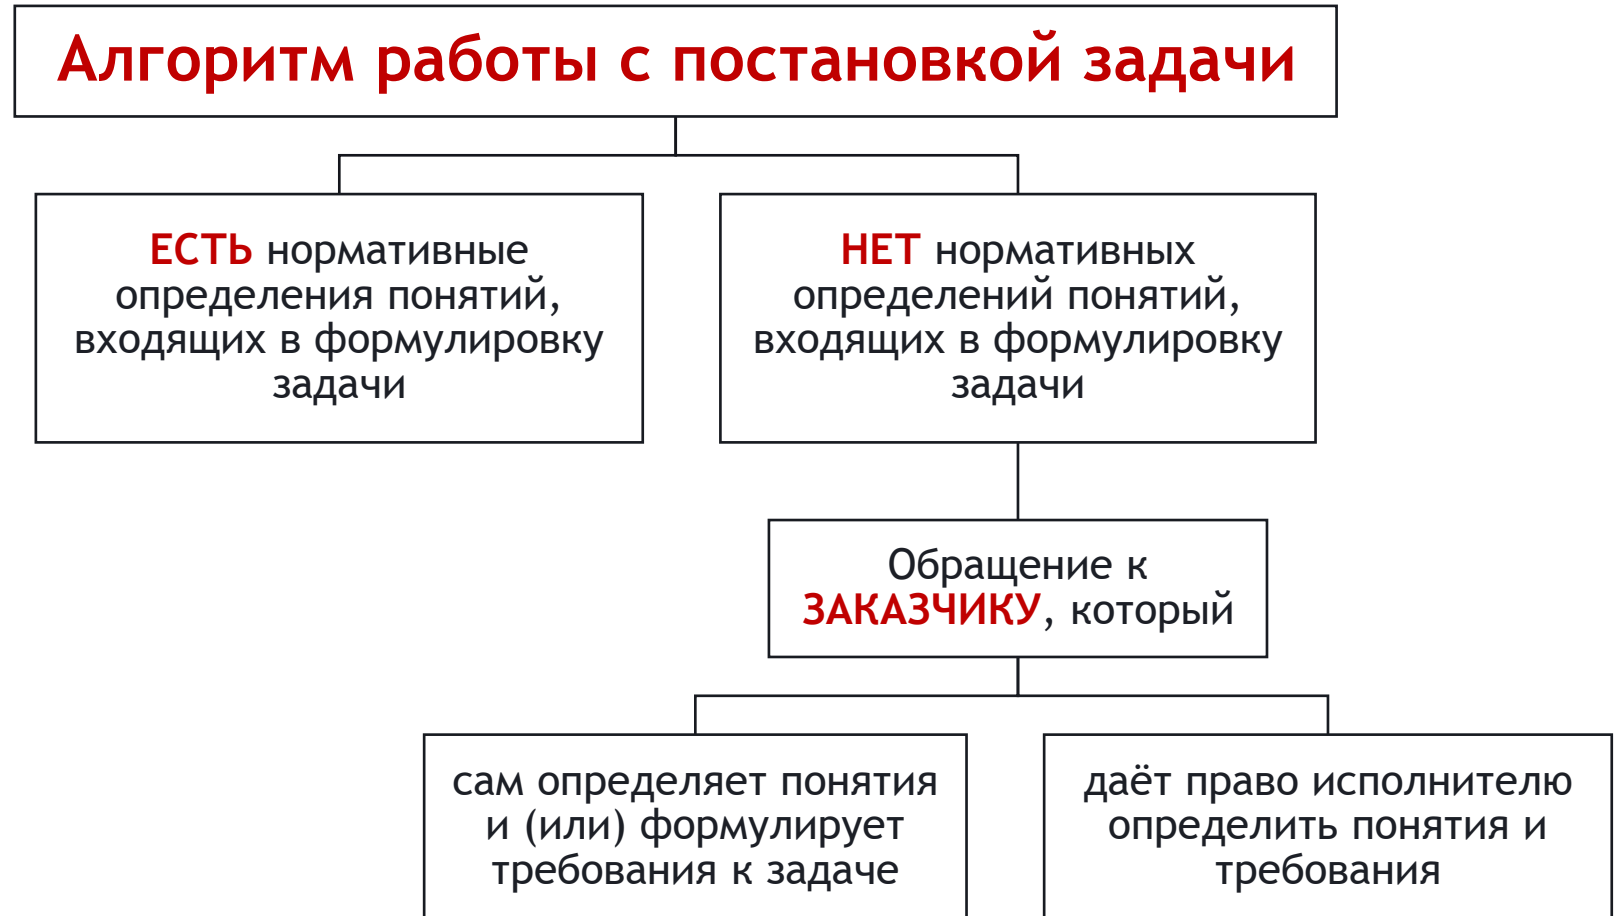 Алгоритм работы с постановкой задачи
ЕСТЬ нормативные
определения понятий,
входящих в формулировку
задачи
НЕТ нормативных
определений понятий,
входящих в формулировку
задачи
Обращение к
ЗАКАЗЧИКУ, который
сам определяет понятия
и (или) формулирует
требования к задаче
даёт право исполнителю
определить понятия и
требования